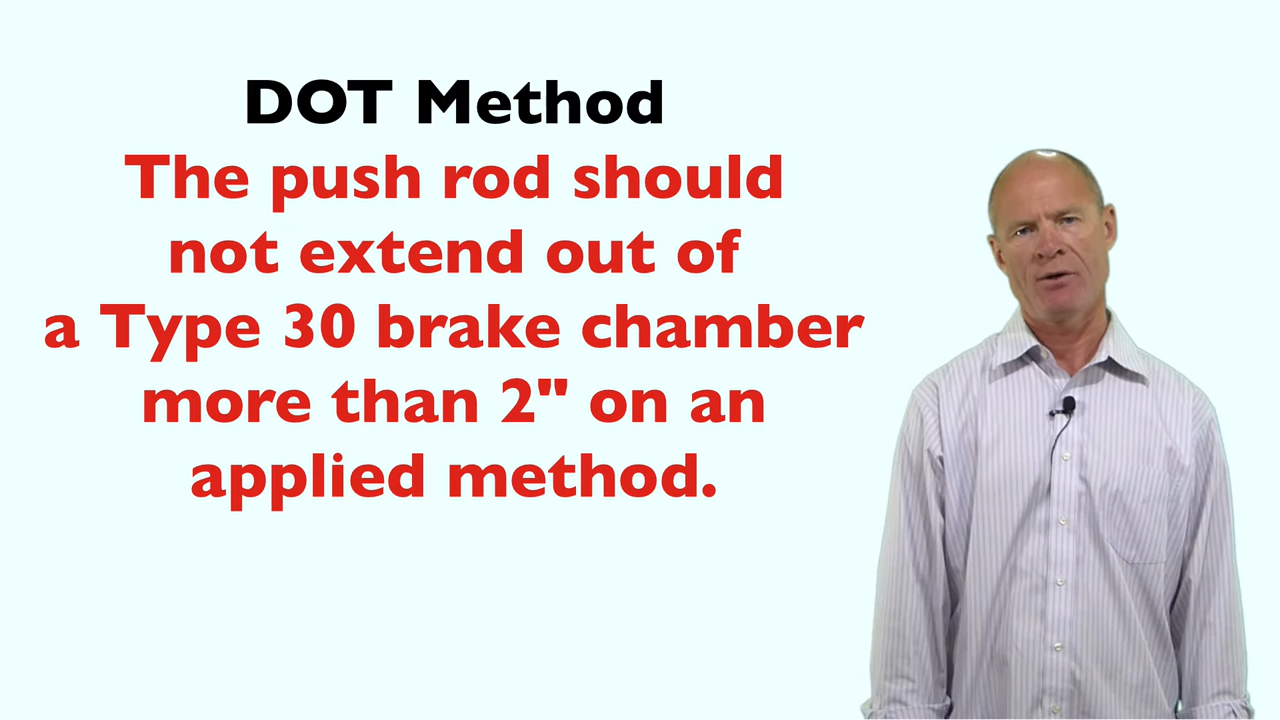 DOT Method
The push rod should
not extend out of
a Type 30 brake chamber
more than 2" on an
applied method.